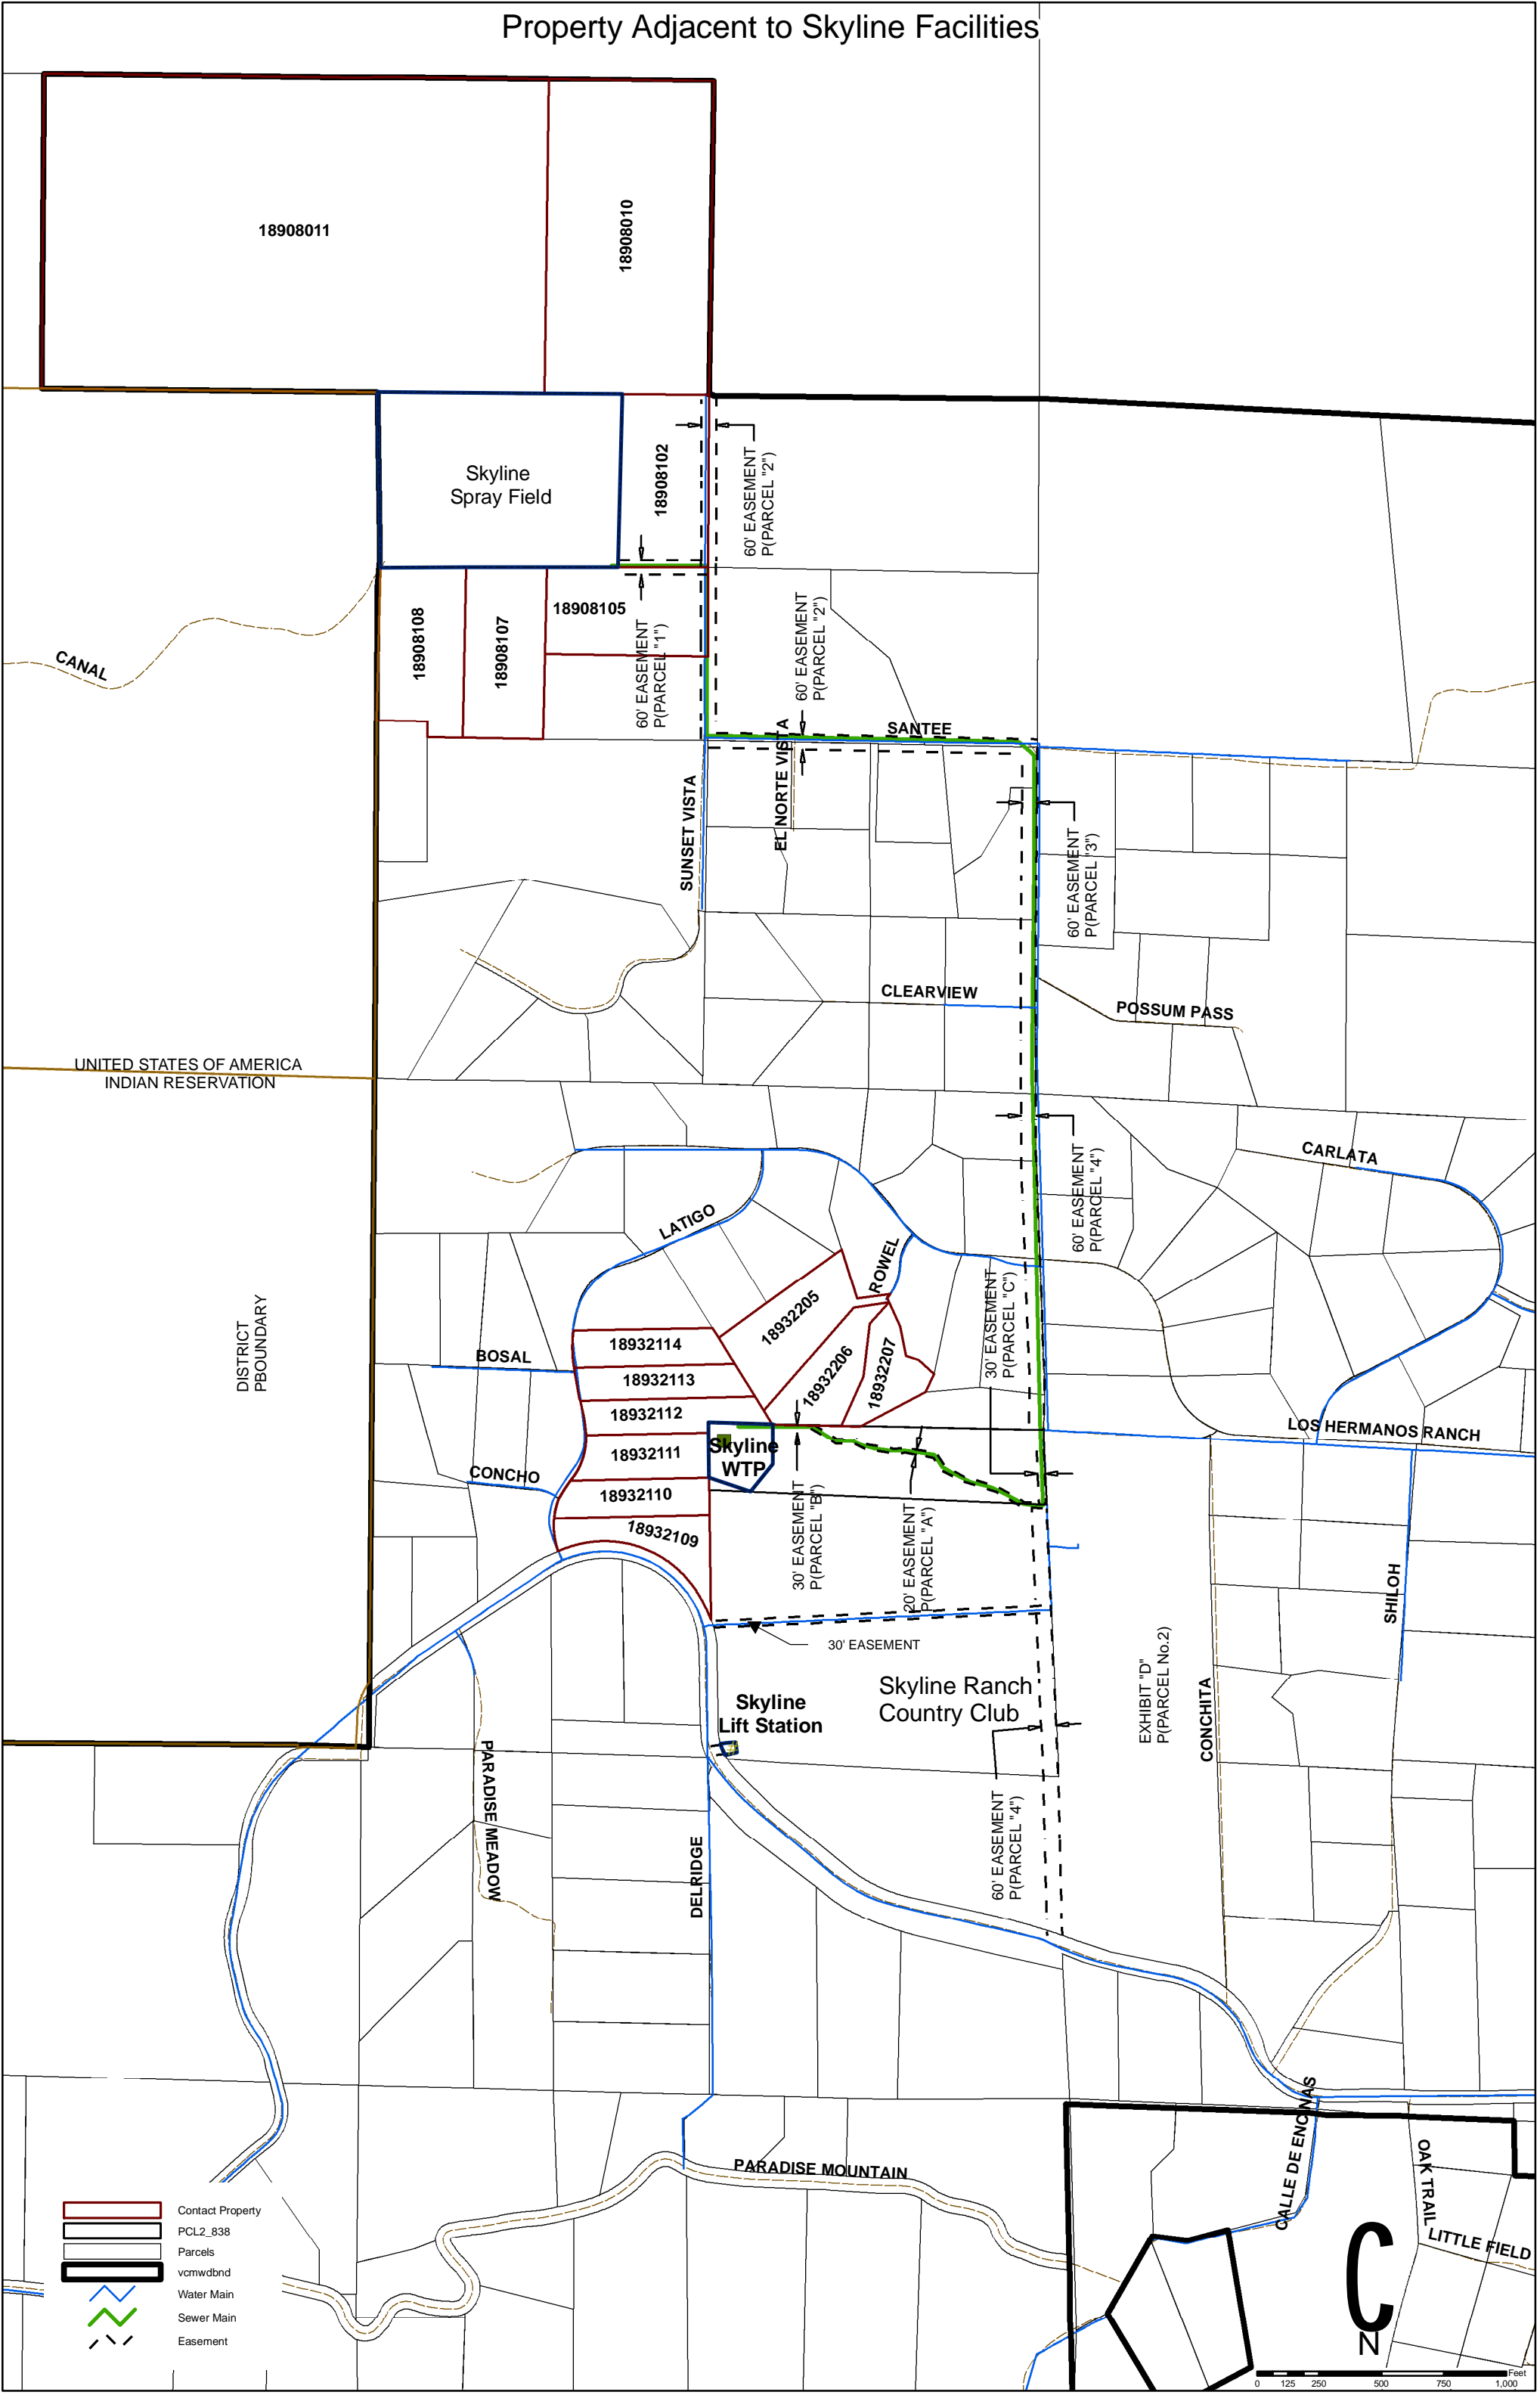 Property Adjacent to Skyline Facilities
18908011
18908010
Skyline
Spray Field
18908102
60' EASEMENT
P(PARCEL "2")
18908108
18908107
18908105
60' EASEMENT
P(PARCEL "1")
60' EASEMENT
P(PARCEL "2")
CANAL
SANTEE
SUNSET VISTA
EL NORTE VISTA
60' EASEMENT
P(PARCEL "3")
CLEARVIEW
POSSUM PASS
UNITED STATES OF AMERICA
INDIAN RESERVATION
CARLATA
60' EASEMENT
P(PARCEL "4")
LATIGO
ROWEL
DISTRICT
PBOUNDARY
BOSAL
18932114
18932113
18932112
18932111
18932110
18932109
18932205
18932206
18932207
30' EASEMENT
P(PARCEL "C")
LOS HERMANOS RANCH
CONCHO
Skyline
WTP
30' EASEMENT
P(PARCEL "B")
20' EASEMENT
P(PARCEL "A")
SHILOH
30' EASEMENT
Skyline Ranch
Country Club
EXHIBIT "D"
P(PARCEL No.2)
CONCHITA
Skyline
Lift Station
PARADISE MEADOW
DELRIDGE
60' EASEMENT
P(PARCEL "4")
PARADISE MOUNTAIN
CALLE DE ENCINAS
OAK TRAIL
LITTLE FIELD
Contact Property
PCL2_838
Parcels
vcmwdbnd
Water Main
Sewer Main
Easement
C
N
Feet
0 125 250 500 750 1,000